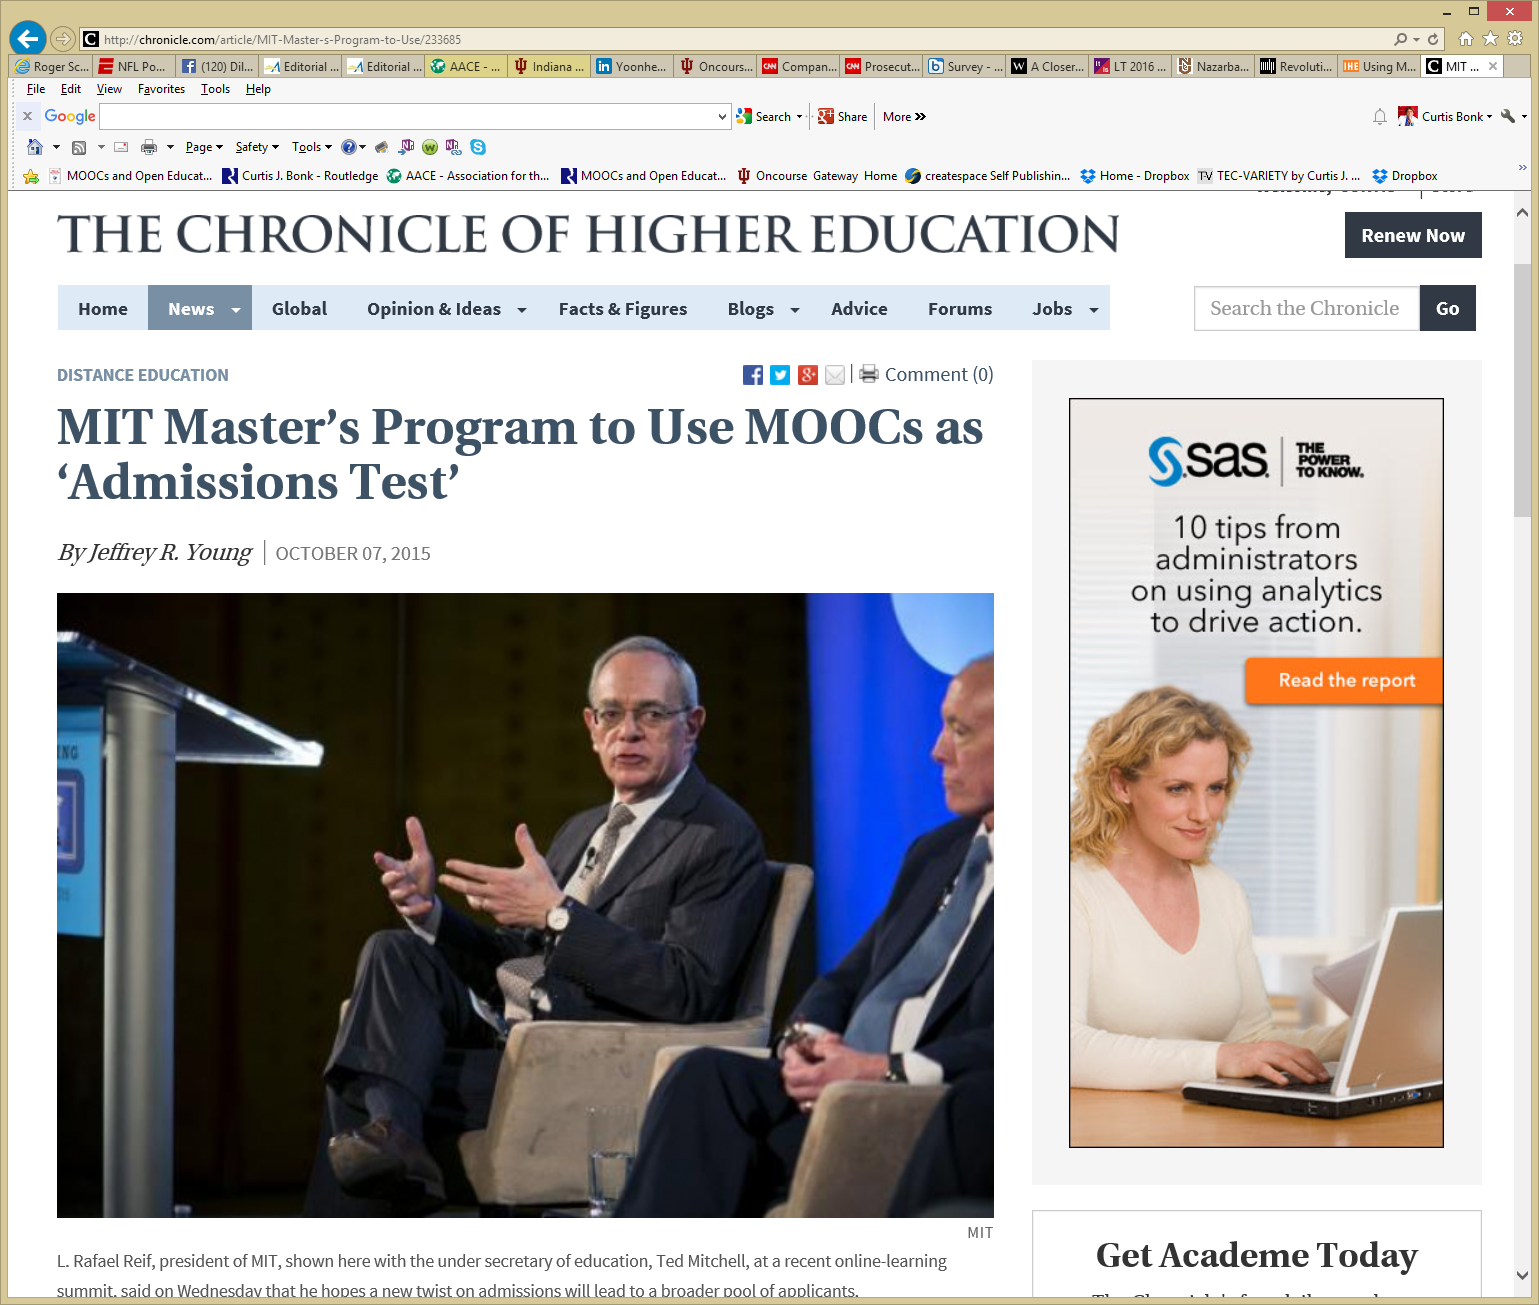 http://chronicle.com/article/MIT-Master-s-Program-to-Use/233685
Roger Sc... NFL Po... (120) Dil... Editorial ... Editorial ... AACE - ... Indiana ... Yoonhe... Oncours... Compan... Prosecut... Survey - ... A Closer... LT 2016 ... Nazarba... Revoluti... Using M... MIT ...
File Edit View Favorites Tools Help
x Google Search Share More » Curtis Bonk
Page Safety Tools
MOOCs and Open Educat... Curtis J. Bonk - Routledge AACE - Association for th... MOOCs and Open Educat... Oncourse Gateway Home createspace Self Publishin... Home - Dropbox TEC-VARIETY by Curtis J. ... Dropbox »
THE CHRONICLE OF HIGHER EDUCATION
Renew Now
Home News Global Opinion & Ideas Facts & Figures Blogs Advice Forums Jobs
Search the Chronicle Go
DISTANCE EDUCATION
Comment (0)
MIT Master’s Program to Use MOOCs as
‘Admissions Test’
By Jeffrey R. Young | OCTOBER 07, 2015
MIT
L. Rafael Reif, president of MIT, shown here with the under secretary of education, Ted Mitchell, at a recent online-learning
summit, said on Wednesday that he hopes a new twist on admissions will lead to a broader pool of applicants.
sas THE
POWER
TO KNOW.
10 tips from
administrators
on using analytics
to drive action.
Read the report
Get Academe Today